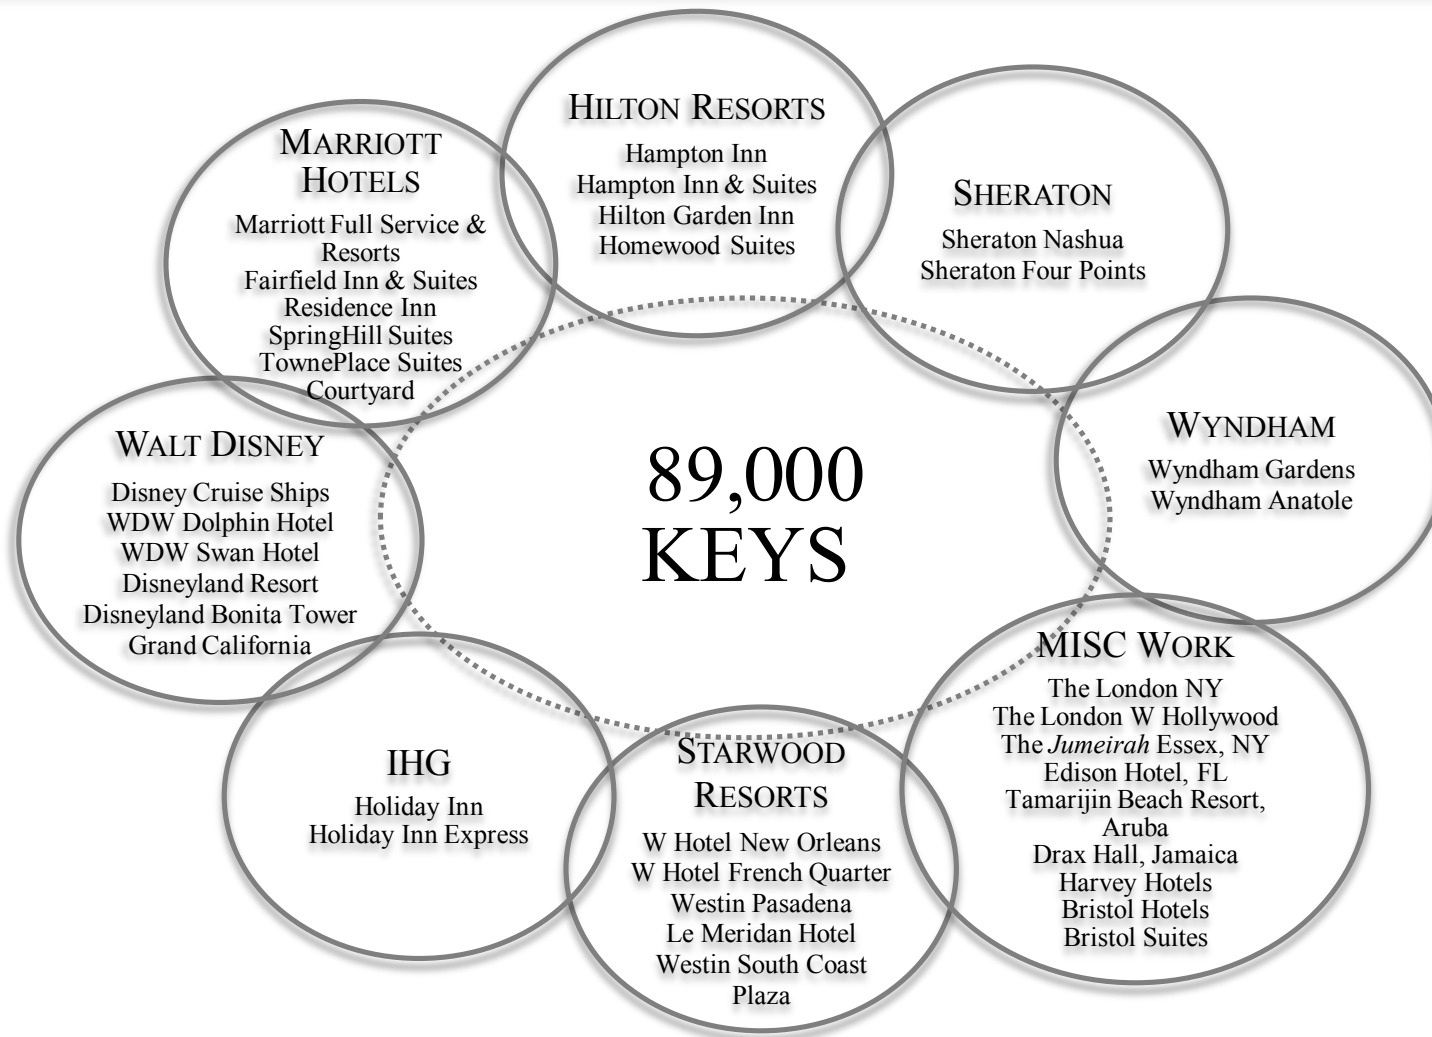 HILTON RESORTS
Hampton Inn
Hampton Inn & Suites
Hilton Garden Inn
Homewood Suites
MARRIOTT
HOTELS
Marriott Full Service &
Resorts
Fairfield Inn & Suites
Residence Inn
SpringHill Suites
TownePlace Suites
Courtyard
SHERATON
Sheraton Nashua
Sheraton Four Points
WALT DISNEY
Disney Cruise Ships
WDW Dolphin Hotel
WDW Swan Hotel
Disneyland Resort
Disneyland Bonita Tower
Grand California
89,000
KEYS
WYNDHAM
Wyndham Gardens
Wyndham Anatole
IHG
Holiday Inn
Holiday Inn Express
STARWOOD
RESORTS
W Hotel New Orleans
W Hotel French Quarter
Westin Pasadena
Le Meridan Hotel
Westin South Coast
Plaza
MISC WORK
The London NY
The London W Hollywood
The Jumeirah Essex, NY
Edison Hotel, FL
Tamarijin Beach Resort,
Aruba
Drax Hall, Jamaica
Harvey Hotels
Bristol Hotels
Bristol Suites